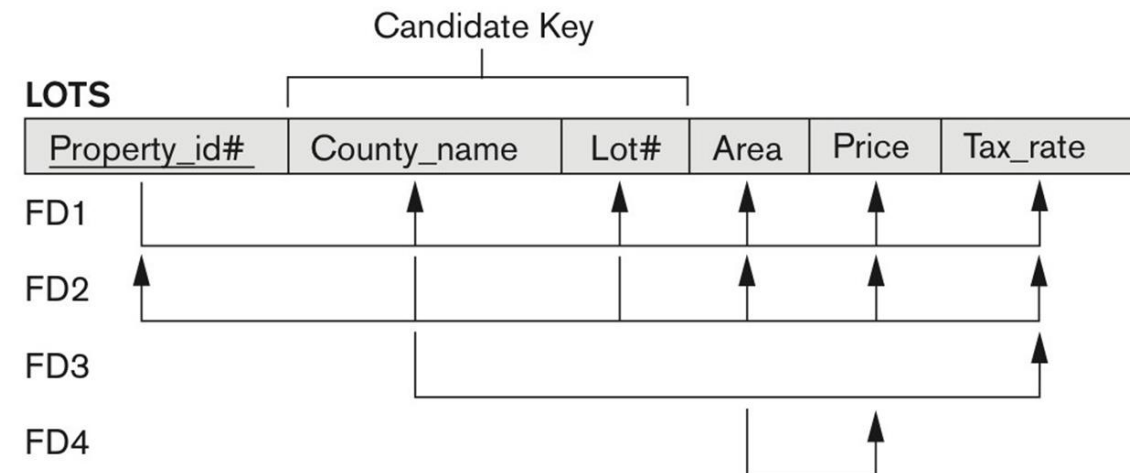 Candidate Key
LOTS
Property_id# County_name Lot# Area Price Tax_rate
FD1
FD2
FD3
FD4